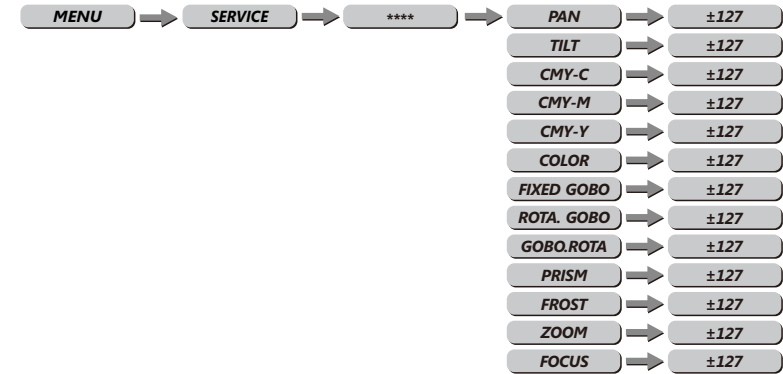 MENU SERVICE **** PAN ±127
TILT ±127
CMY-C ±127
CMY-M ±127
CMY-Y ±127
COLOR ±127
FIXED GOBO ±127
ROTA. GOBO ±127
GOBO.ROTA ±127
PRISM ±127
FROST ±127
ZOOM ±127
FOCUS ±127